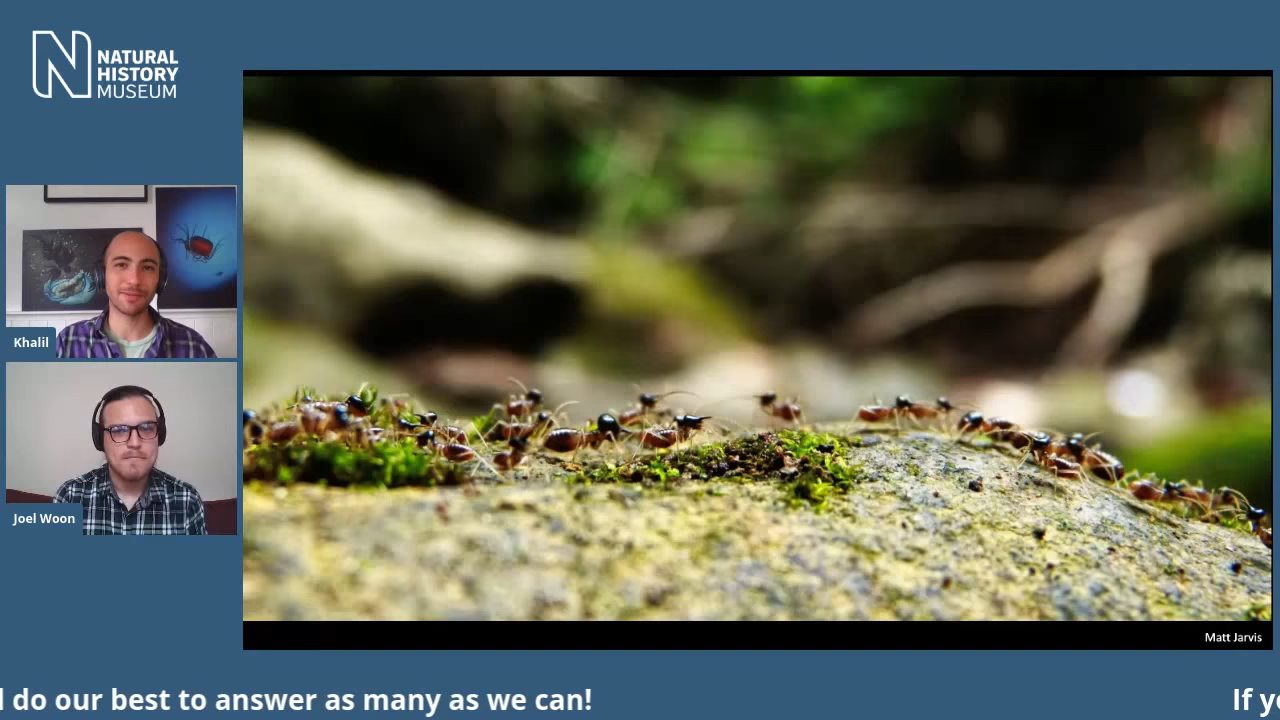 NATURAL
HISTORY
MUSEUM
Khalil
Joel Woon
Matt Jarvis
do our best to answer as many as we can!
If